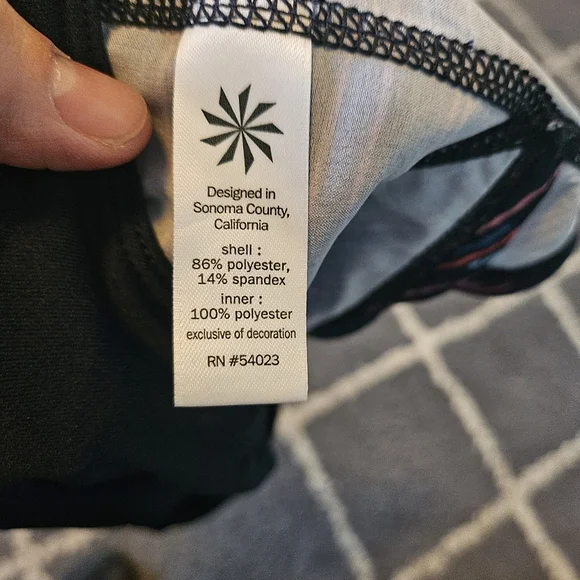 Designed in
Sonoma County,
California
shell :
86% polyester,
14% spandex
inner :
100% polyester
exclusive of decoration
RN #54023